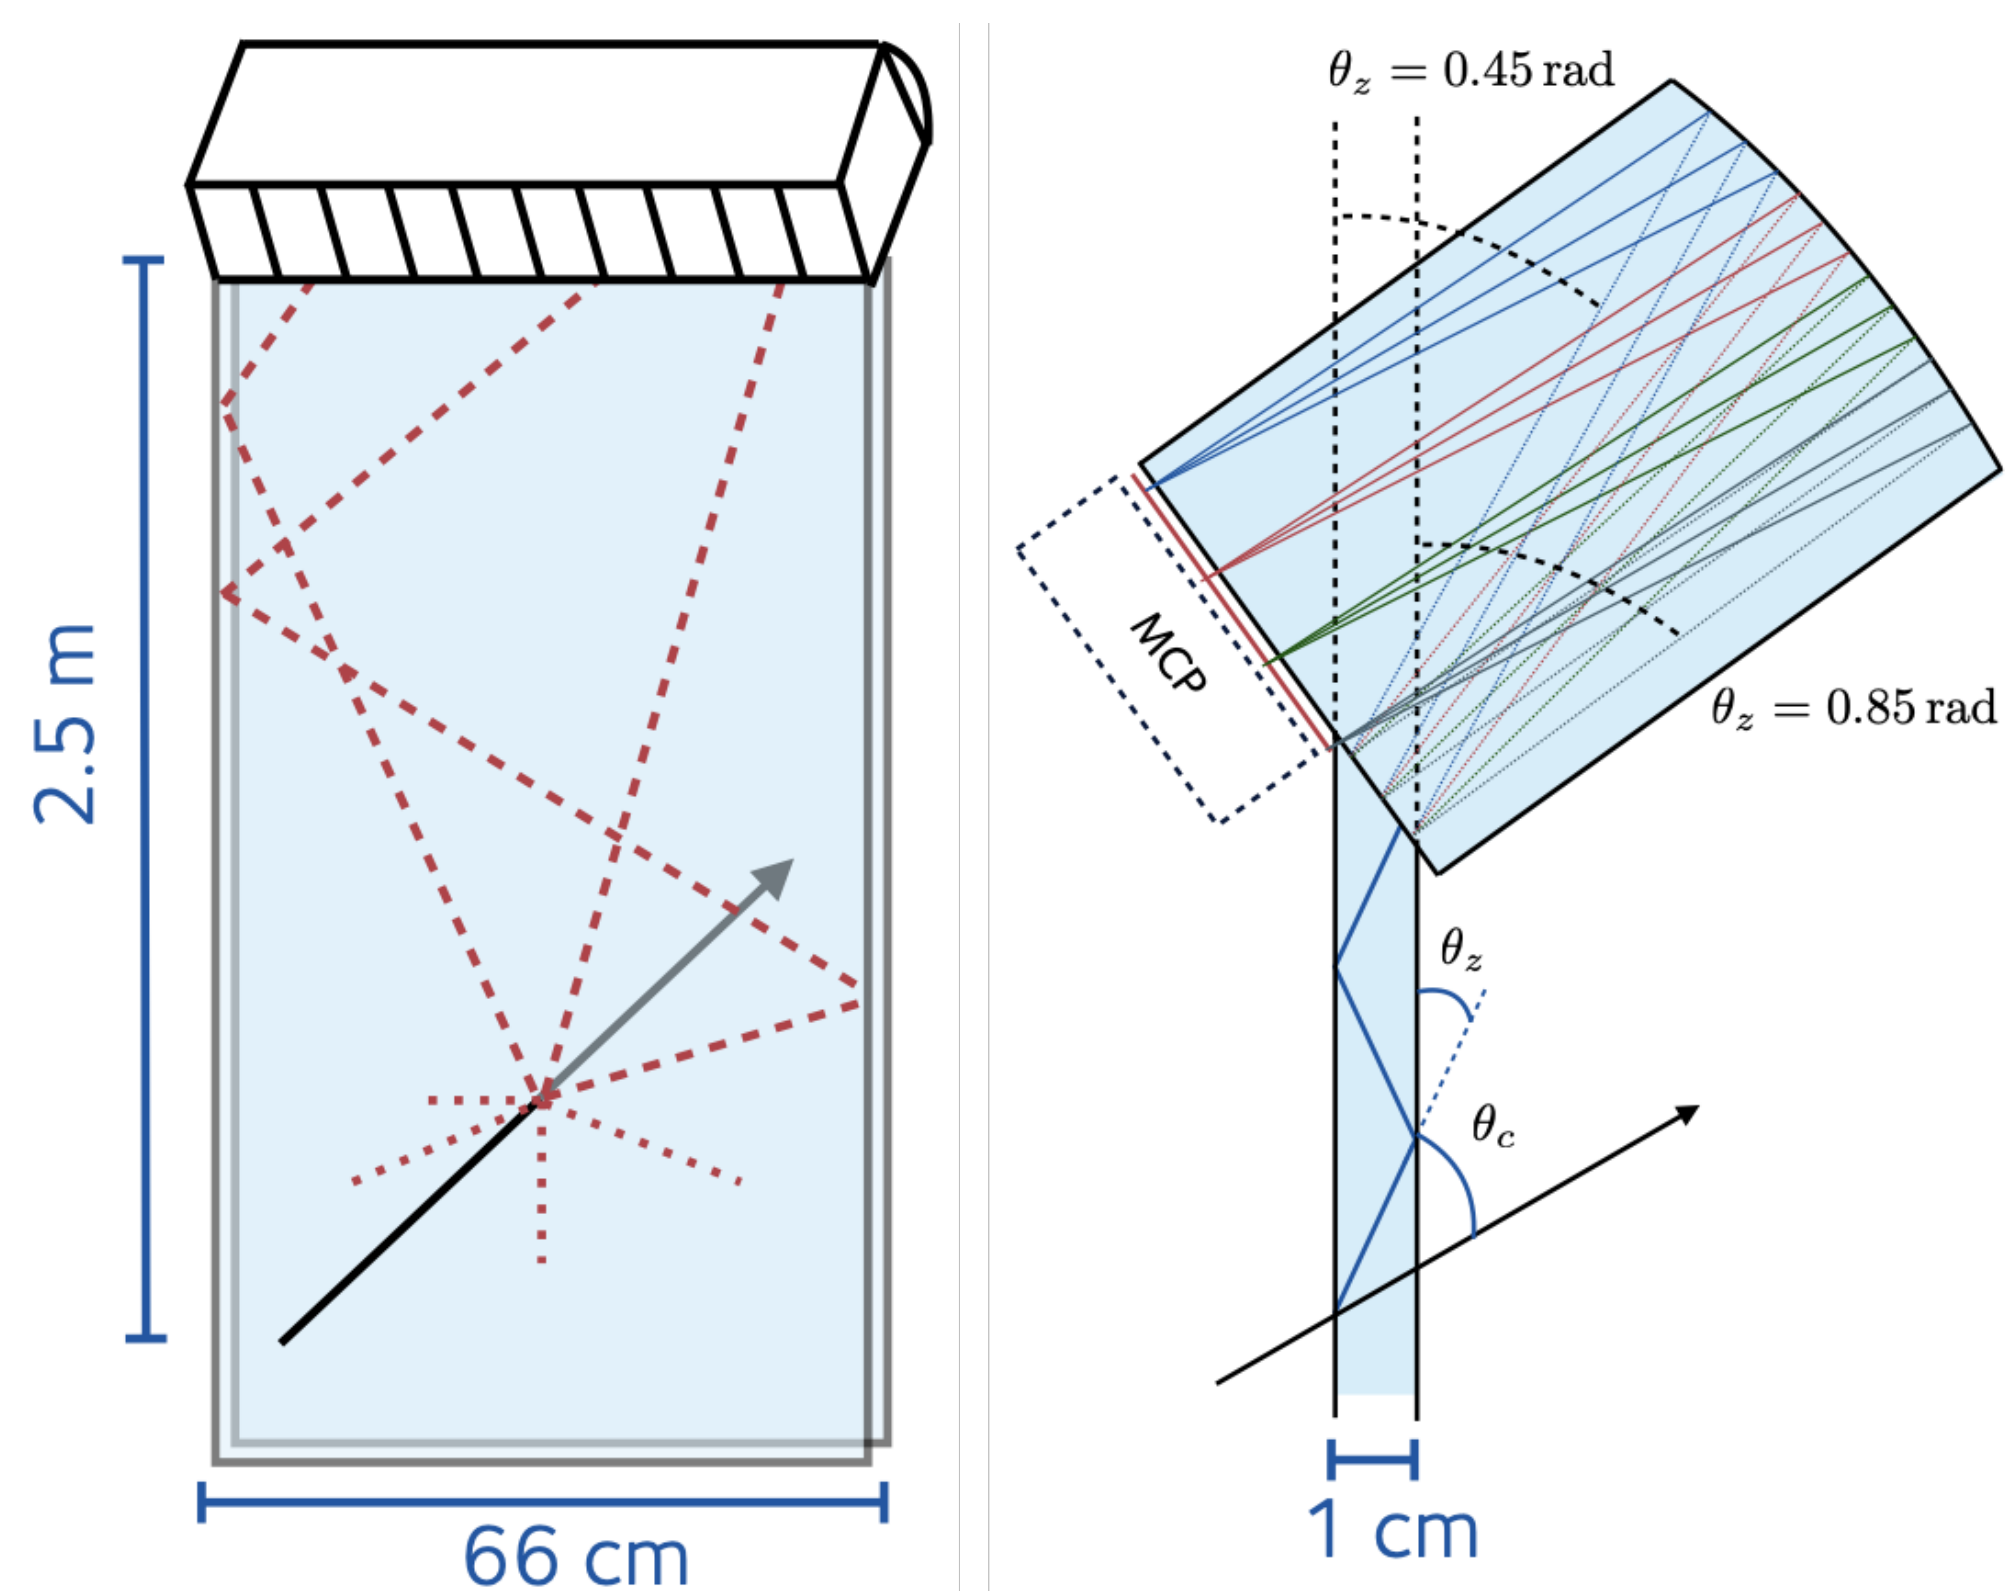 2.5 m
66 cm
θz = 0.45 rad
MCP
θz = 0.85 rad
θz
θc
1 cm